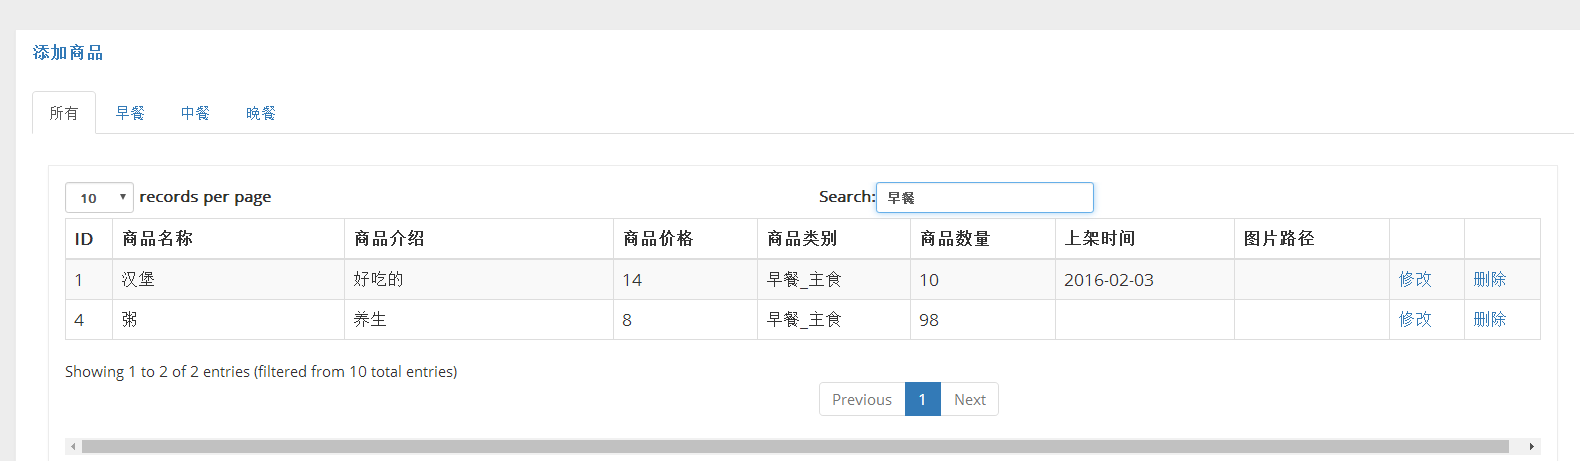 添加商品
所有 早餐 中餐 晚餐
10 records per page Search: 早餐
ID 商品名称 商品介绍 商品价格 商品类别 商品数量 上架时间 图片路径
1 汉堡 好吃的 14 早餐_主食 10 2016-02-03 修改 删除
4 粥 养生 8 早餐_主食 98 修改 删除
Showing 1 to 2 of 2 entries (filtered from 10 total entries)
Previous 1 Next